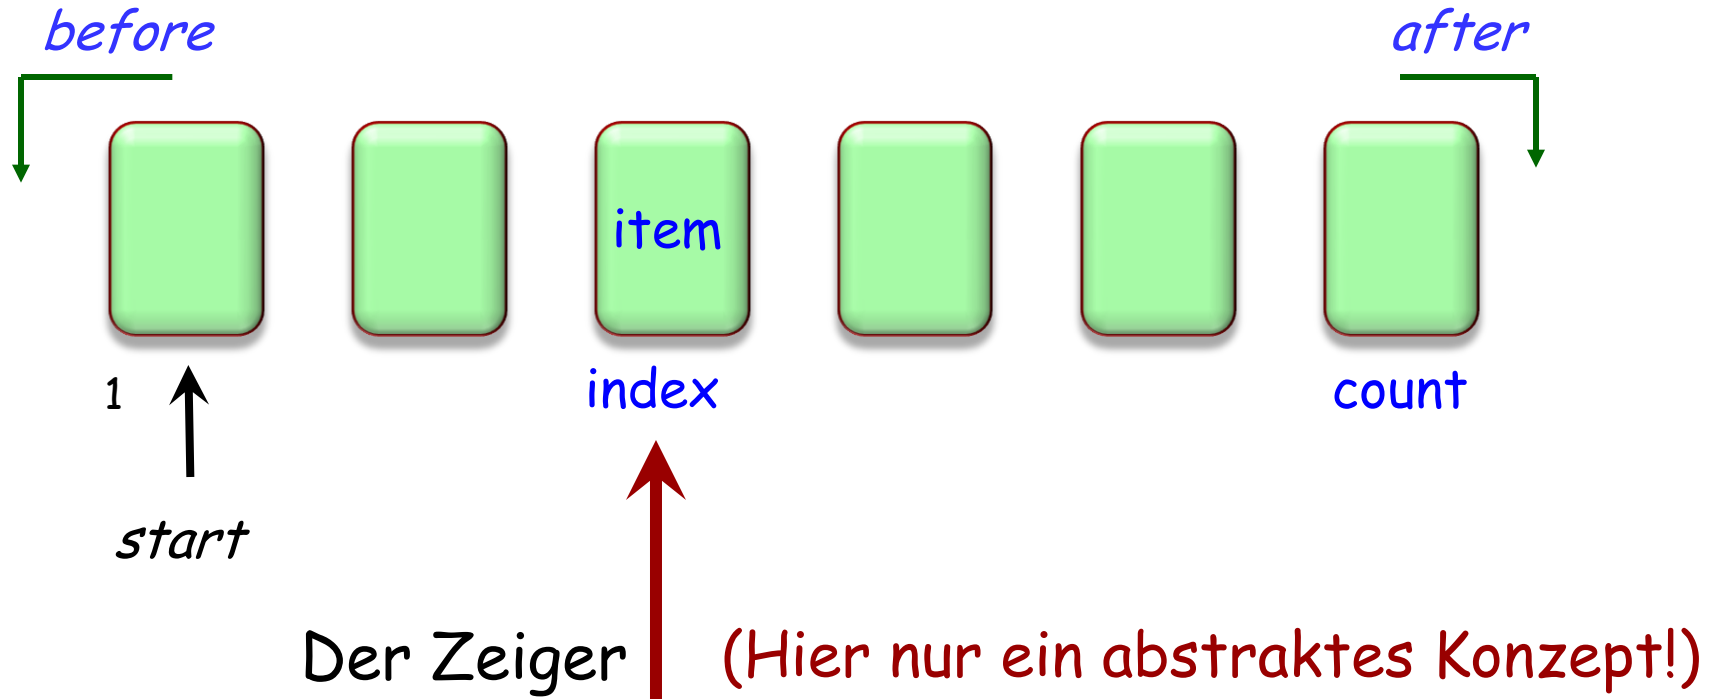 before after
item
1 index count
start
Der Zeiger (Hier nur ein abstraktes Konzept!)